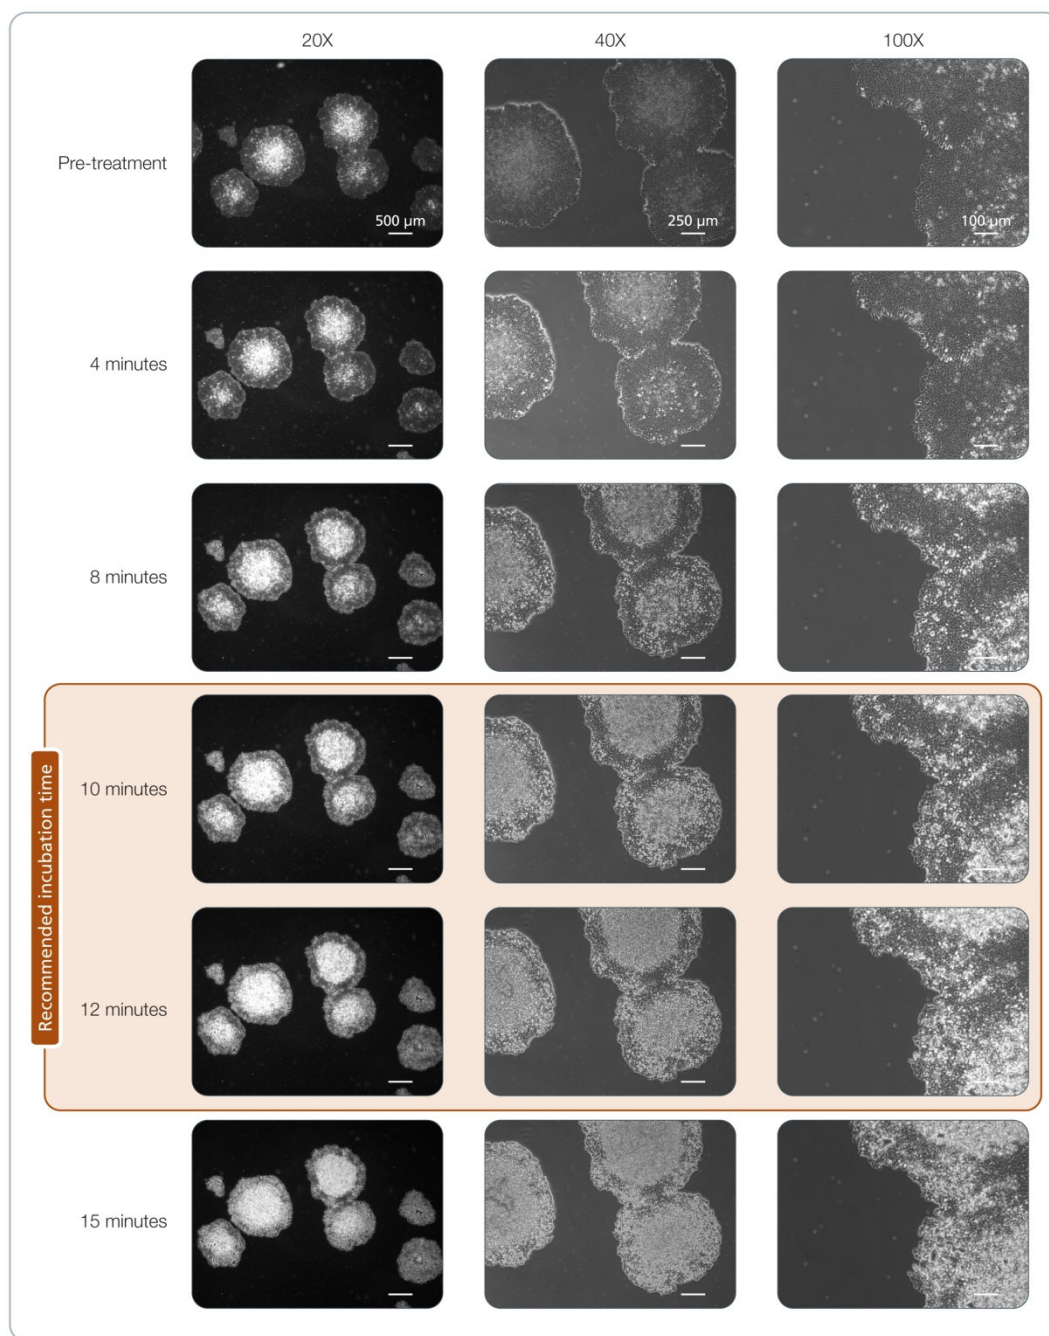 20X 40X 100X
Pre-treatment
500 µm 250 µm 100 µm
4 minutes
8 minutes
Recommended incubation time
10 minutes
12 minutes
15 minutes